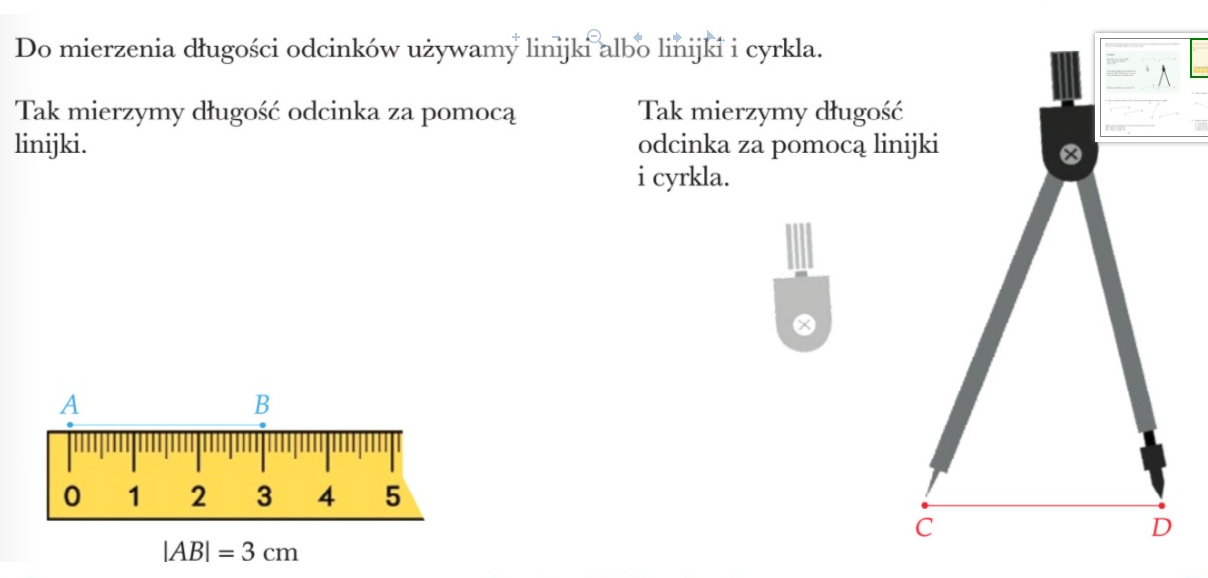 Do mierzenia długości odcinków używamy linijki albo linijki i cyrkla.
Tak mierzymy długość odcinka za pomocą
linijki.
Tak mierzymy długość
odcinka za pomocą linijki
i cyrkla.
A B
0 1 2 3 4 5
|AB| = 3 cm
C D